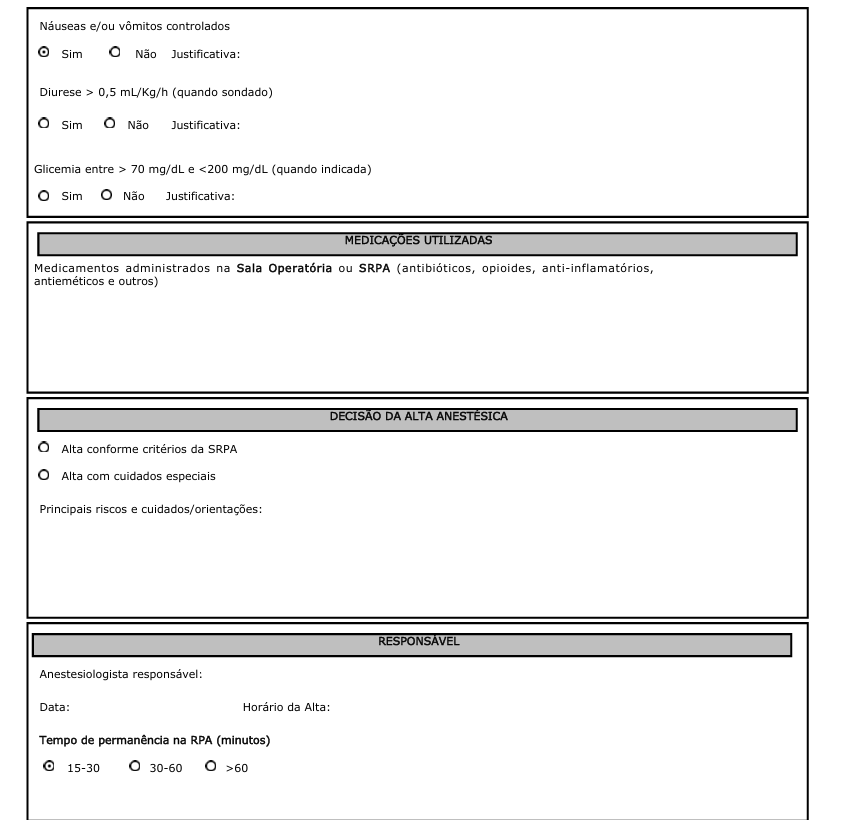 Náuseas e/ou vômitos controlados
Sim Não Justificativa:
Diurese > 0,5 mL/Kg/h (quando sondado)
Sim Não Justificativa:
Glicemia entre > 70 mg/dL e <200 mg/dL (quando indicada)
Sim Não Justificativa:
MEDICAÇÕES UTILIZADAS
Medicamentos administrados na Sala Operatória ou SRPA (antibióticos, opioides, anti-inflamatórios,
antieméticos e outros)
DECISÃO DA ALTA ANESTÉSICA
Alta conforme critérios da SRPA
Alta com cuidados especiais
Principais riscos e cuidados/orientações:
RESPONSÁVEL
Anestesiologista responsável:
Data: Horário da Alta:
Tempo de permanência na RPA (minutos)
15-30 30-60 >60